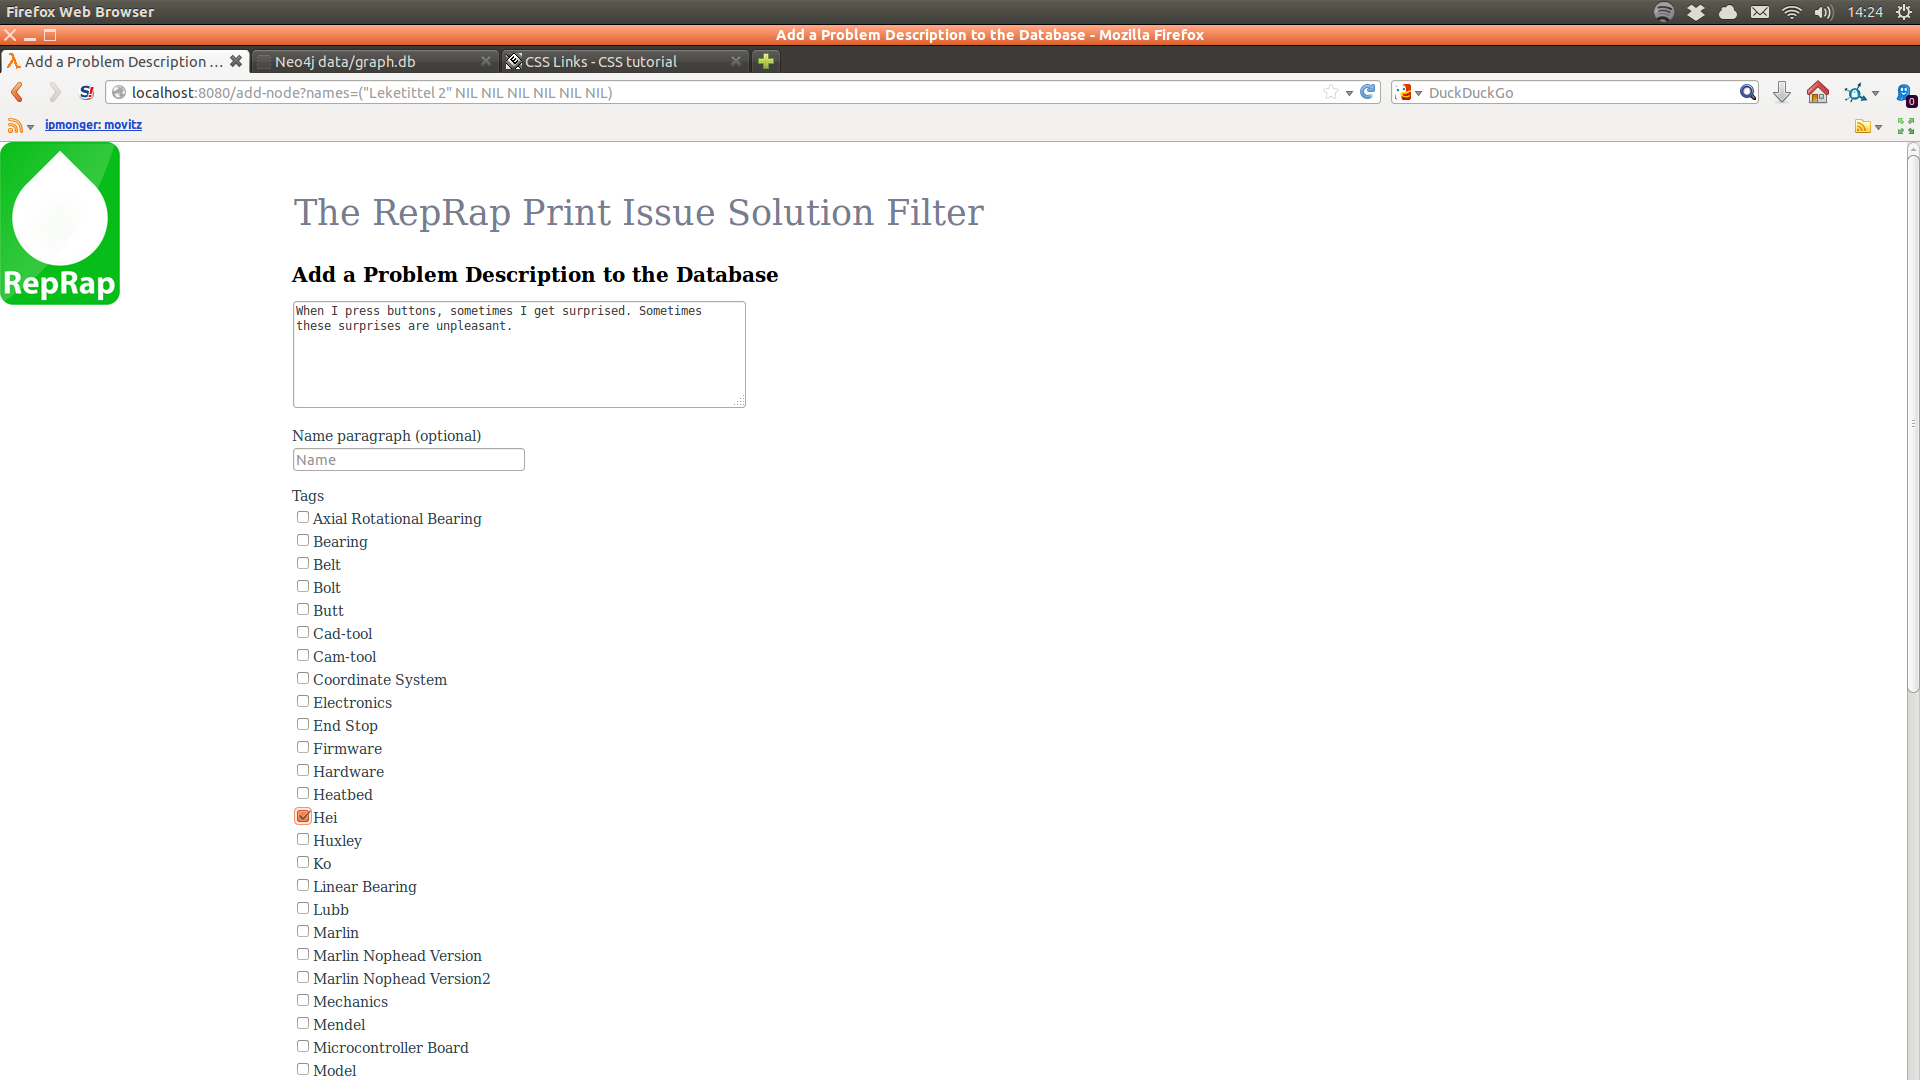 Firefox Web Browser
14:24
Add a Problem Description to the Database - Mozilla Firefox
Add a Problem Description ...
Neo4j data/graph.db
CSS Links - CSS tutorial
localhost:8080/add-node?names=("Leketittel 2" NIL NIL NIL NIL NIL NIL)
DuckDuckGo
0
ipmonger: movitz
RepRap
The RepRap Print Issue Solution Filter
Add a Problem Description to the Database
When I press buttons, sometimes I get surprised. Sometimes
these surprises are unpleasant.
Name paragraph (optional)
Name
Tags
Axial Rotational Bearing
Bearing
Belt
Bolt
Butt
Cad-tool
Cam-tool
Coordinate System
Electronics
End Stop
Firmware
Hardware
Heatbed
Hei
Huxley
Ko
Linear Bearing
Lubb
Marlin
Marlin Nophead Version
Marlin Nophead Version2
Mechanics
Mendel
Microcontroller Board
Model